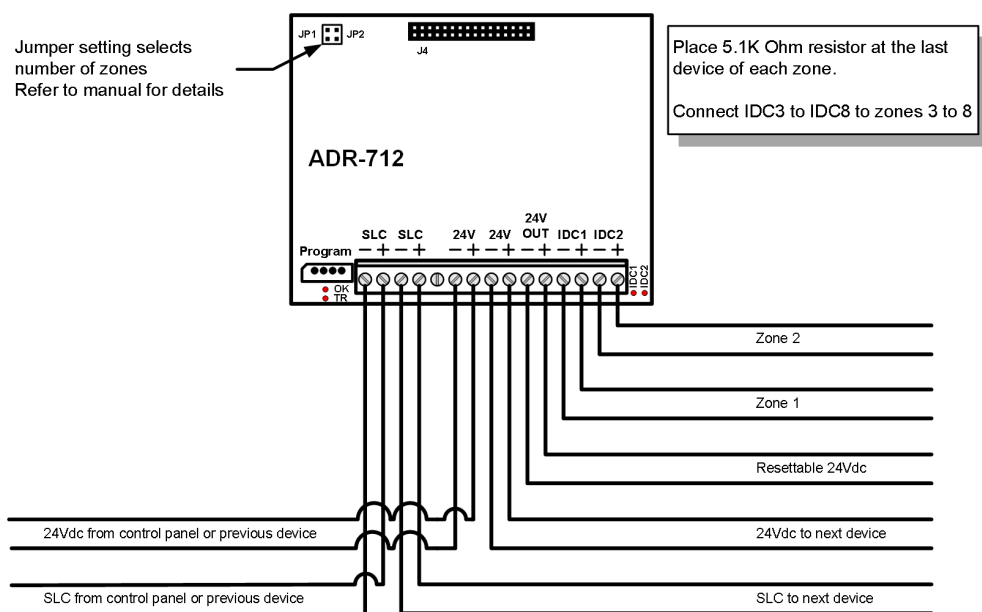 JP1 JP2
J4
Jumper setting selects
number of zones
Refer to manual for details
Place 5.1K Ohm resistor at the last
device of each zone.
Connect IDC3 to IDC8 to zones 3 to 8
ADR-712
24V
SLC SLC 24V 24V OUT IDC1 IDC2
− + − + − + − + − + − + − +
Program
OK
TR
IDC1
IDC2
Zone 2
Zone 1
Resettable 24Vdc
24Vdc from control panel or previous device
24Vdc to next device
SLC from control panel or previous device
SLC to next device